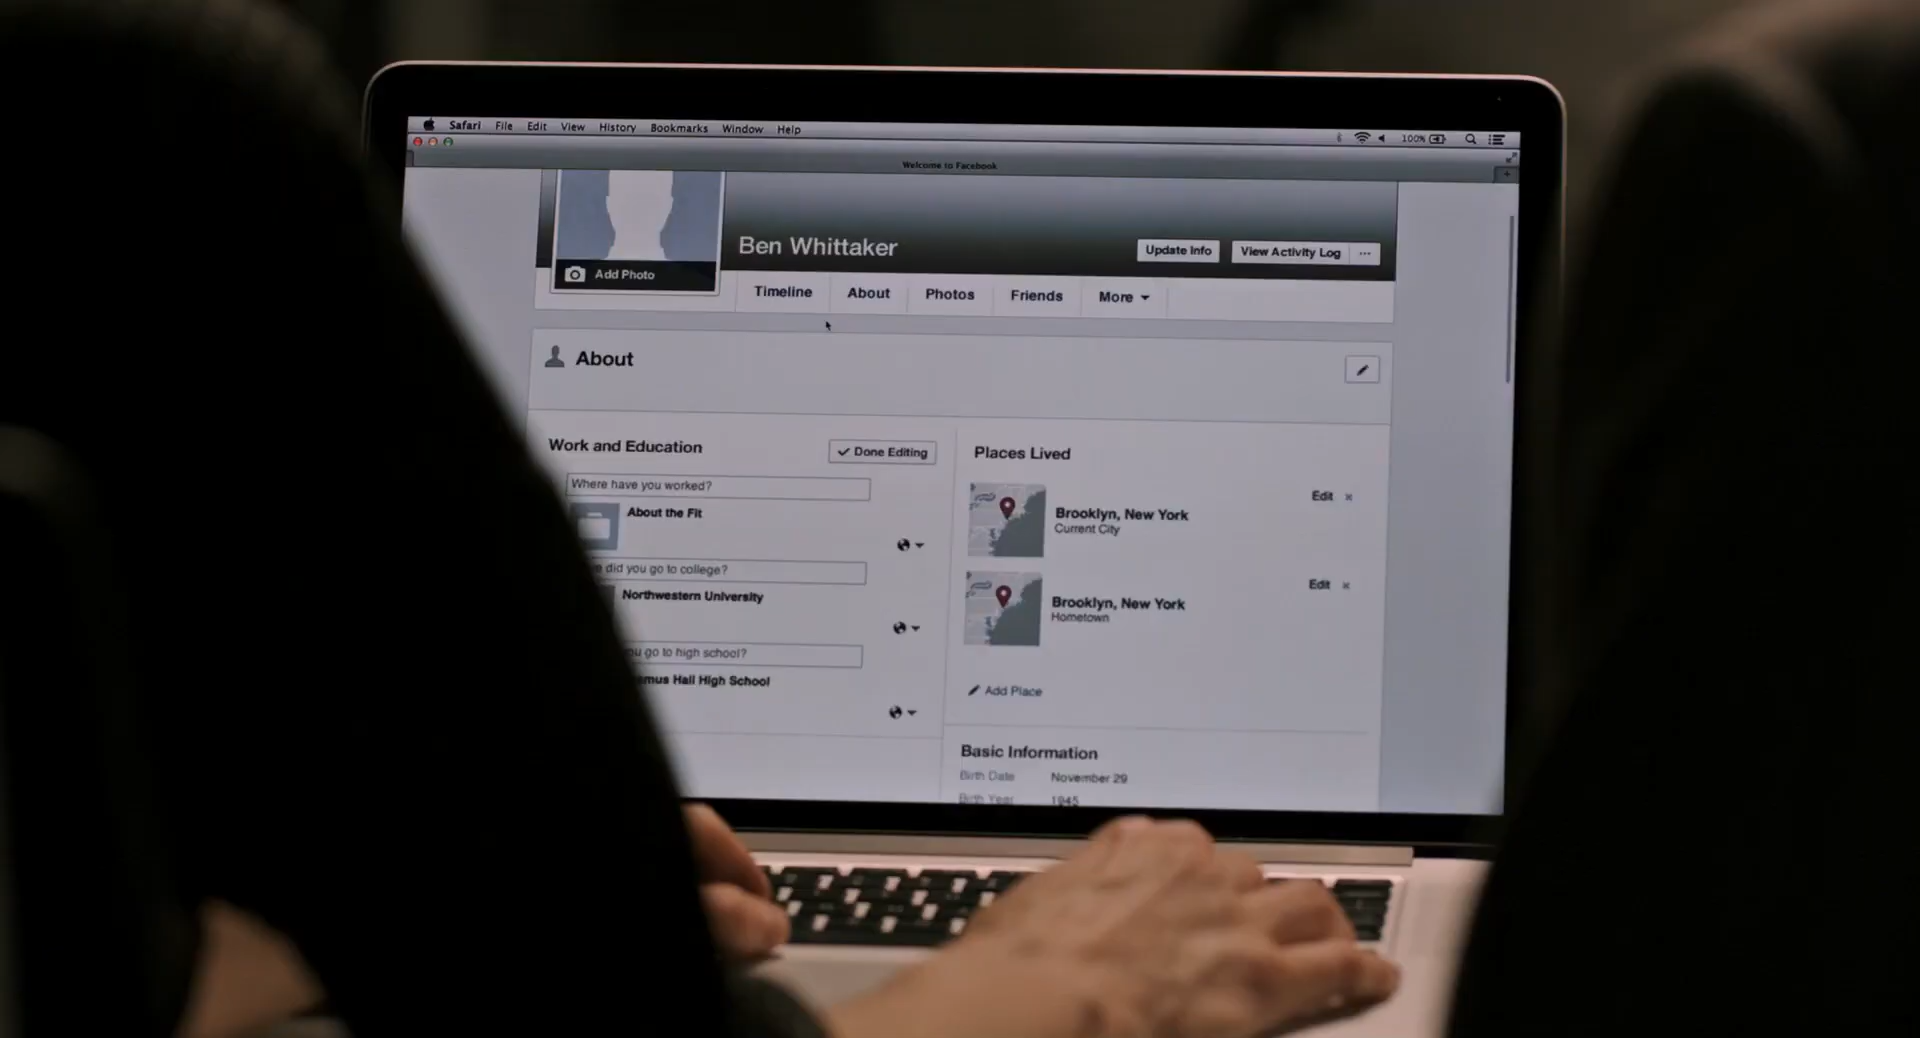 Safari File Edit View History Bookmarks Window Help
100%
Welcome to Facebook
Ben Whittaker
Update Info
View Activity Log
Add Photo
Timeline About Photos Friends More
About
Work and Education
Done Editing
Where have you worked?
About the Fit
did you go to college?
Northwestern University
go to high school?
Hall High School
Places Lived
Edit
Brooklyn, New York
Current City
Edit
Brooklyn, New York
Hometown
Add Place
Basic Information
Birth Date November 29
Birth Year 1945